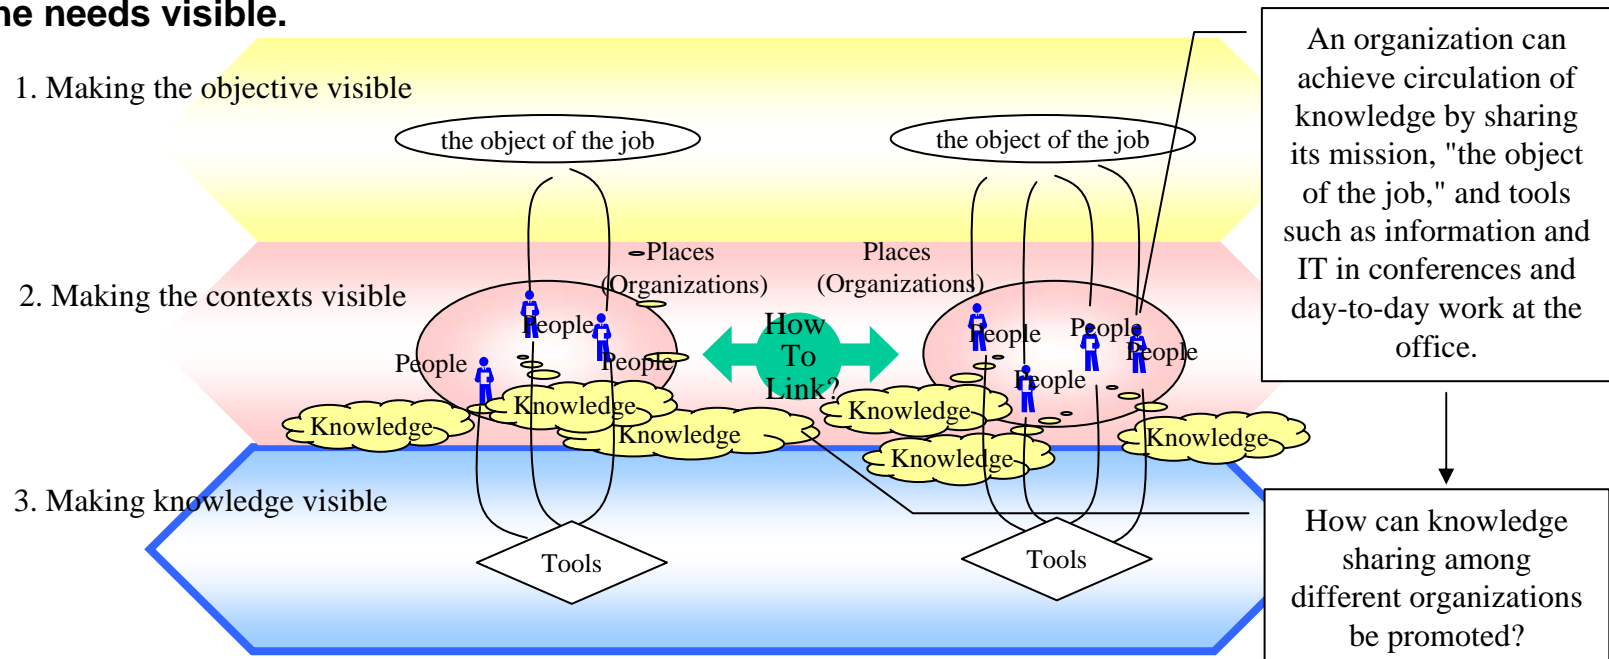 he needs visible.
1. Making the objective visible
the object of the job
the object of the job
An organization can
achieve circulation of
knowledge by sharing
its mission, "the object
of the job," and tools
such as information and
IT in conferences and
day-to-day work at the
office.
2. Making the contexts visible
Places
(Organizations)
Places
(Organizations)
People
People
People
How
To
Link?
People
People
People
People
Knowledge
Knowledge
Knowledge
Knowledge
Knowledge
Knowledge
3. Making knowledge visible
Tools
Tools
How can knowledge
sharing among
different organizations
be promoted?